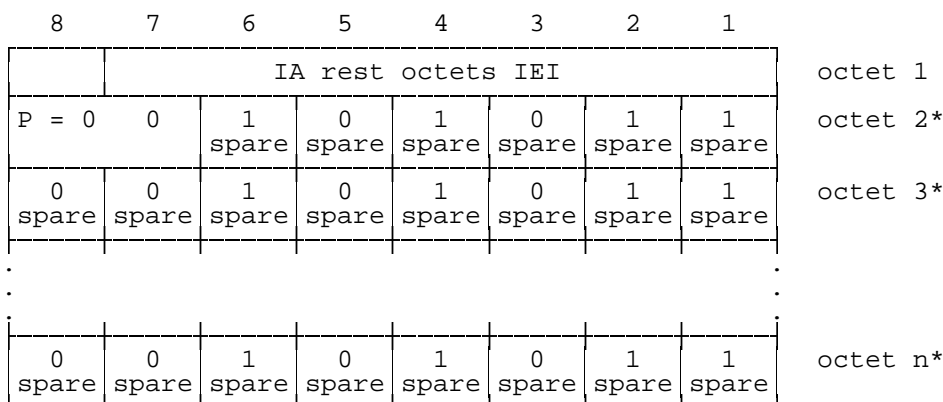 8 7 6 5 4 3 2 1
IA rest octets IEI octet 1
P = 0 0 1 0 1 0 1 1 octet 2*
spare spare spare spare spare spare
0 0 1 0 1 0 1 1 octet 3*
spare spare spare spare spare spare spare spare
0 0 1 0 1 0 1 1 octet n*
spare spare spare spare spare spare spare spare